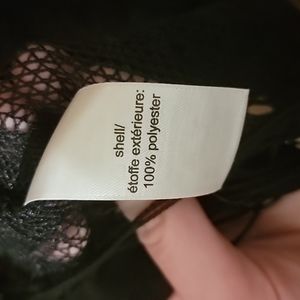 shell/
étoffe extérieure:
100% polyester